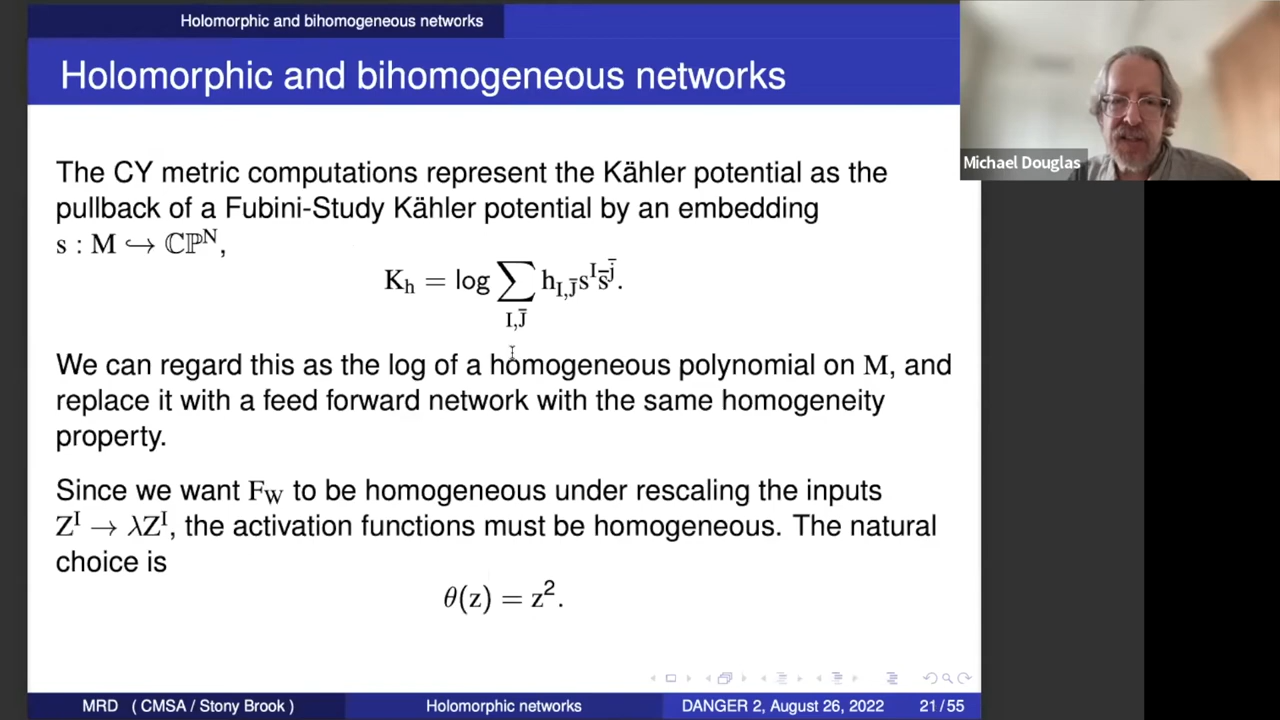 Holomorphic and bihomogeneous networks
Holomorphic and bihomogeneous networks
Michael Douglas
The CY metric computations represent the Kähler potential as the
pullback of a Fubini-Study Kähler potential by an embedding
s : M ↪ ℂℙᴺ,
K_h = log ∑_{I,J̄} h_{I,J̄} s^I s̄^{j̄}.
We can regard this as the log of a homogeneous polynomial on M, and
replace it with a feed forward network with the same homogeneity
property.
Since we want F_W to be homogeneous under rescaling the inputs
Z^I → λZ^I, the activation functions must be homogeneous. The natural
choice is
θ(z) = z².
MRD ( CMSA / Stony Brook ) Holomorphic networks DANGER 2, August 26, 2022 21 / 55